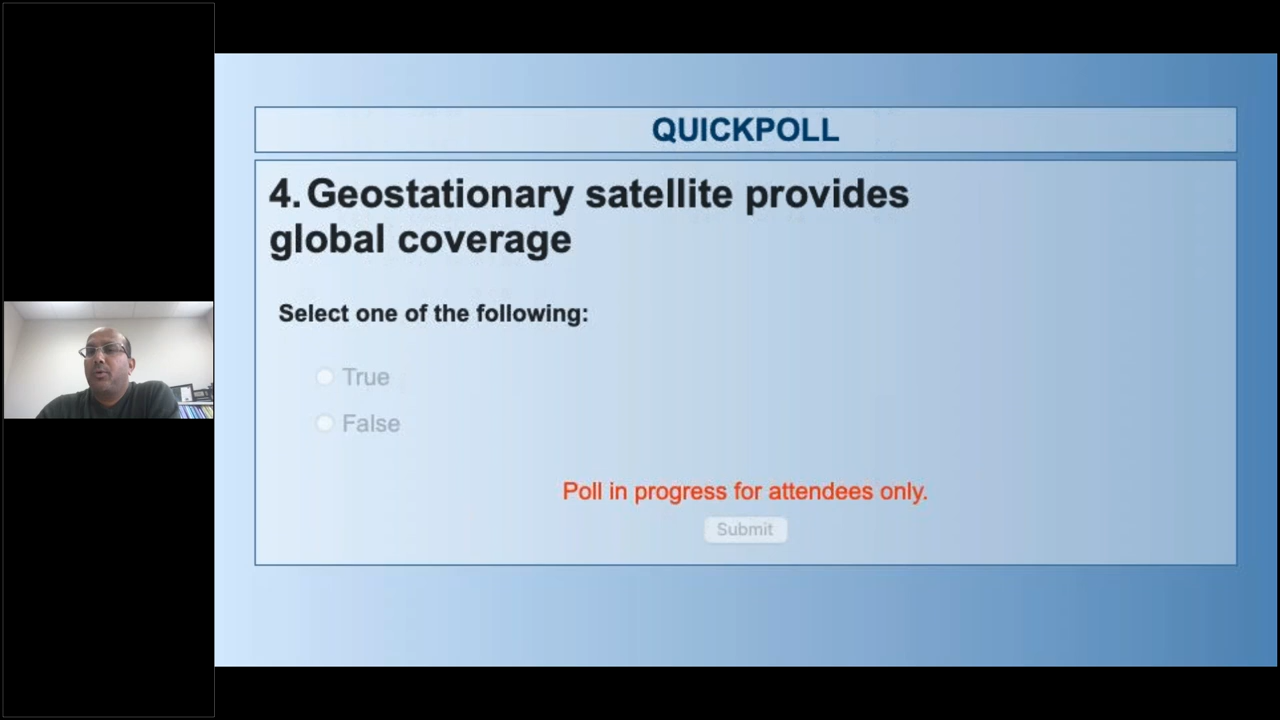 QUICKPOLL
4. Geostationary satellite provides
global coverage
Select one of the following:
True
False
Poll in progress for attendees only.
Submit